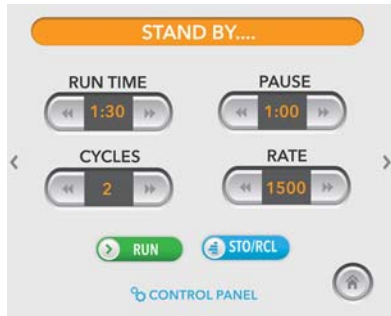 STAND BY....
RUN TIME PAUSE
1:30 1:00
CYCLES RATE
2 1500
RUN STO/RCL
CONTROL PANEL